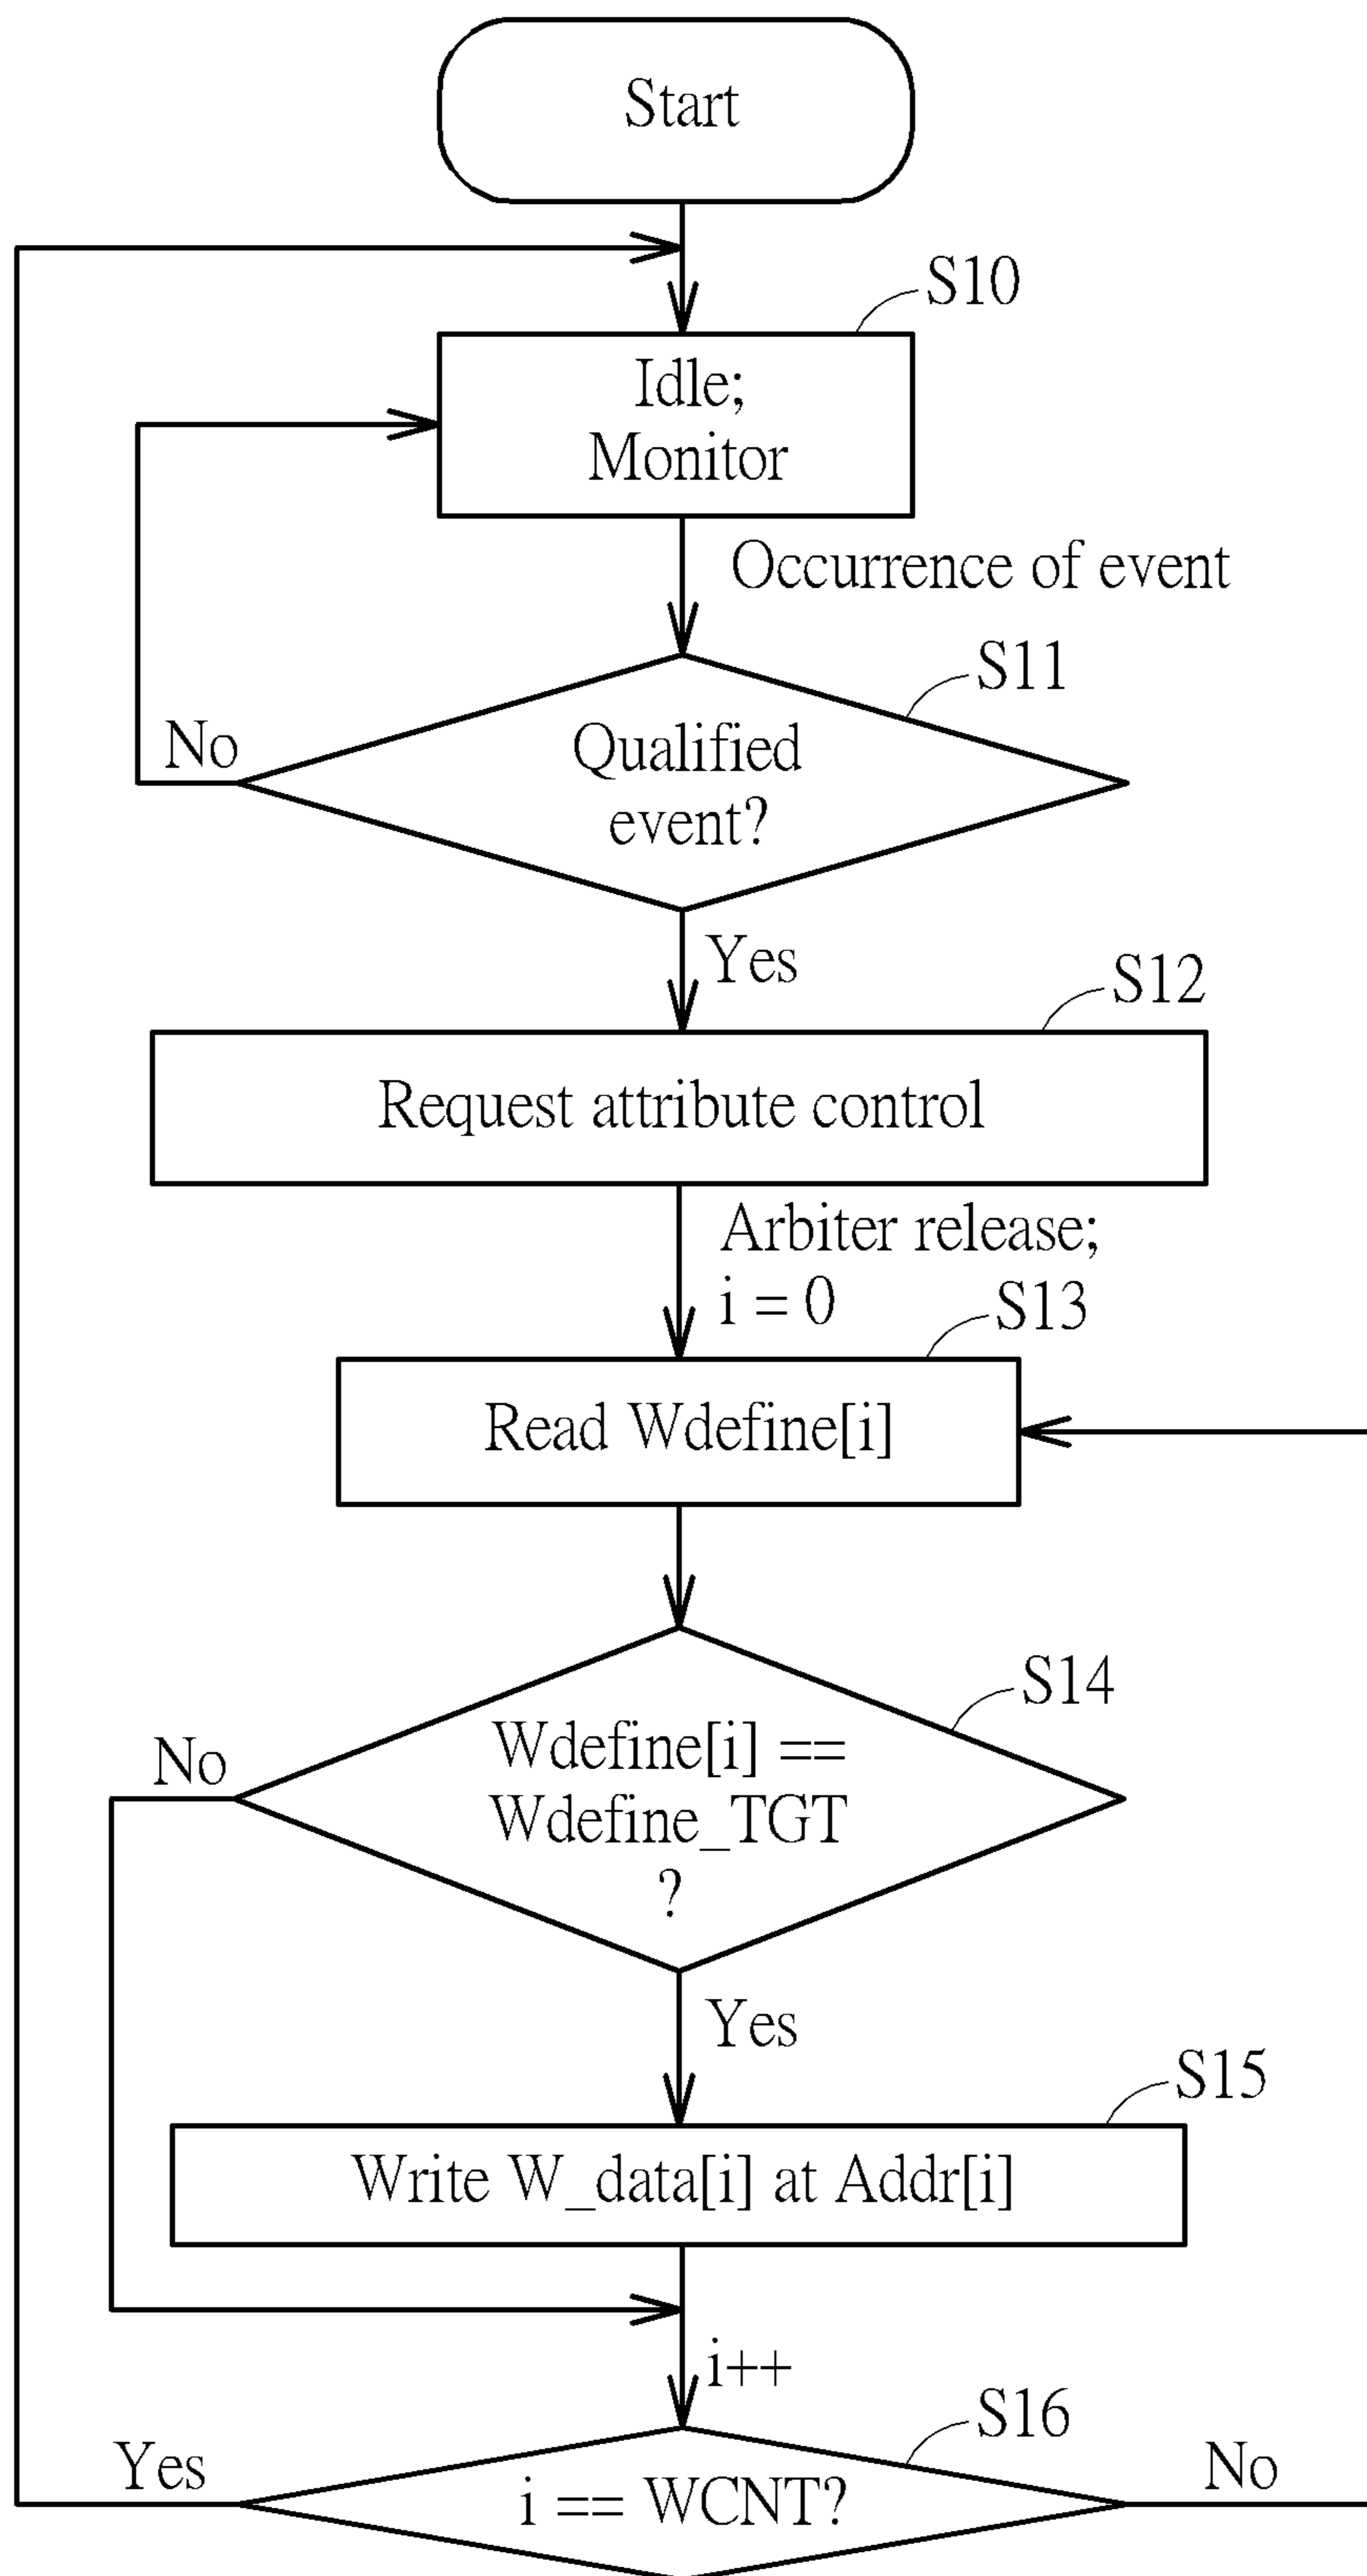 Start
S10
Idle;
Monitor
Occurrence of event
S11
No
Qualified
event?
Yes
S12
Request attribute control
Arbiter release;
i = 0
S13
Read Wdefine[i]
S14
No
Wdefine[i] ==
Wdefine_TGT
?
Yes
S15
Write W_data[i] at Addr[i]
i++
S16
Yes
i == WCNT?
No